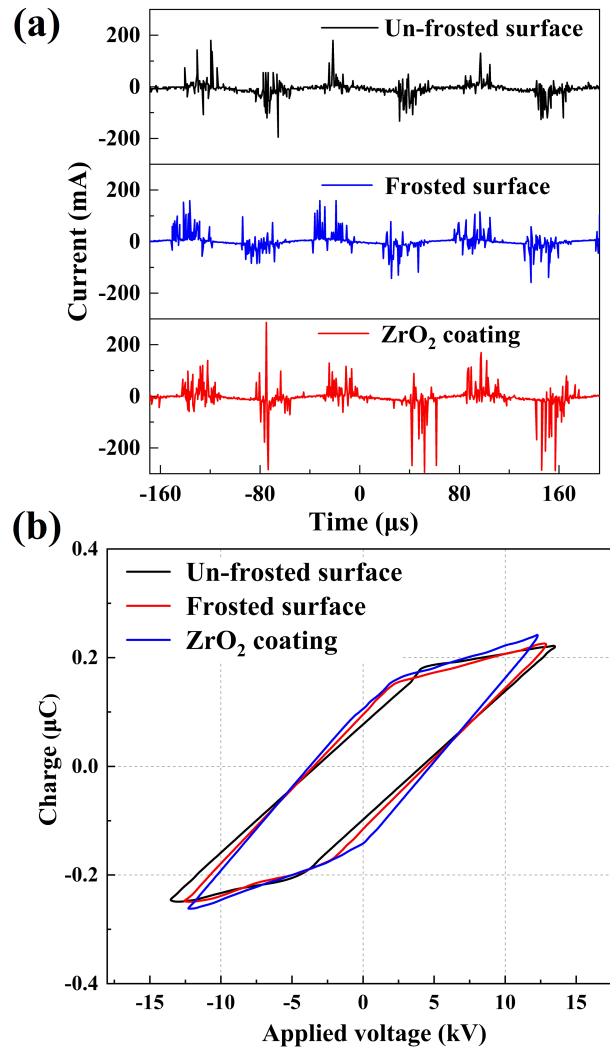 (a)
Un-frosted surface
200
0
-200
Frosted surface
200
0
-200
ZrO₂ coating
200
0
-200
Current (mA)
-160 -80 0 80 160
Time (μs)
(b)
Un-frosted surface
Frosted surface
ZrO₂ coating
0.4
0.2
0.0
-0.2
-0.4
Charge (μC)
-15 -10 -5 0 5 10 15
Applied voltage (kV)